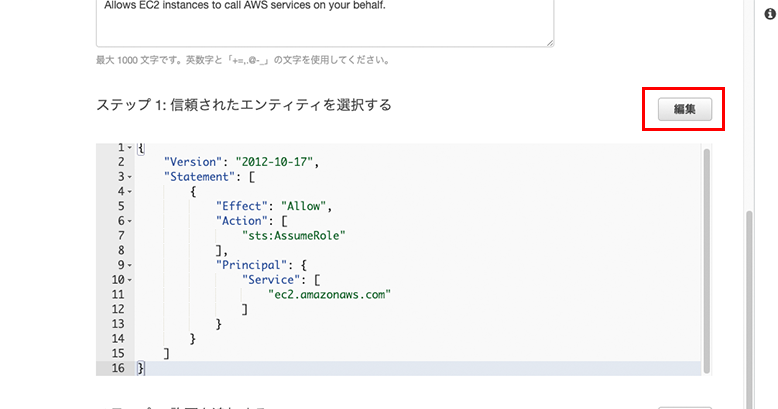 Allows EC2 instances to call AWS services on your behalf.
最大 1000 文字です。英数字と「+=,.@-_」の文字を使用してください。
ステップ 1: 信頼されたエンティティを選択する
編集
1 {
2 "Version": "2012-10-17",
3 "Statement": [
4 {
5 "Effect": "Allow",
6 "Action": [
7 "sts:AssumeRole"
8 ],
9 "Principal": {
10 "Service": [
11 "ec2.amazonaws.com"
12 ]
13 }
14 }
15 ]
16 }